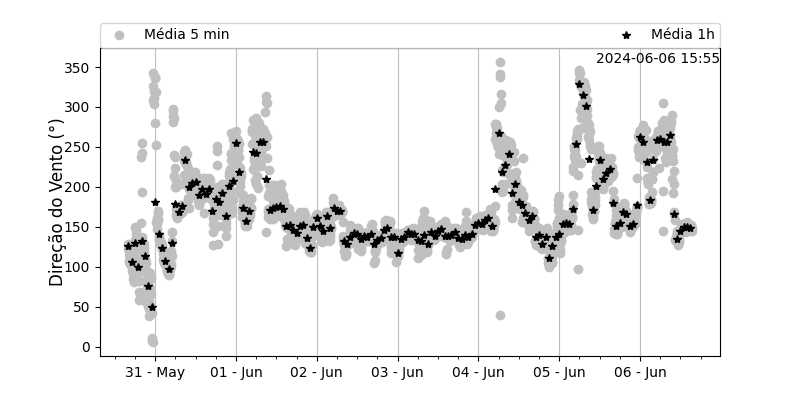 Média 5 min
Média 1h
2024-06-06 15:55
Direção do Vento (°)
350
300
250
200
150
100
50
0
31 - May
01 - Jun
02 - Jun
03 - Jun
04 - Jun
05 - Jun
06 - Jun